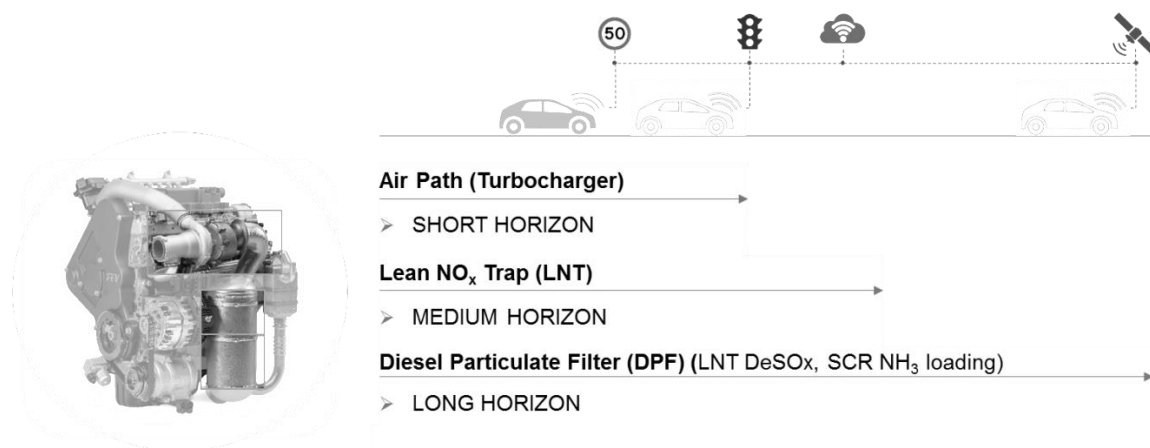 50
Air Path (Turbocharger)
➢ SHORT HORIZON
Lean NOₓ Trap (LNT)
➢ MEDIUM HORIZON
Diesel Particulate Filter (DPF) (LNT DeSOx, SCR NH₃ loading)
➢ LONG HORIZON